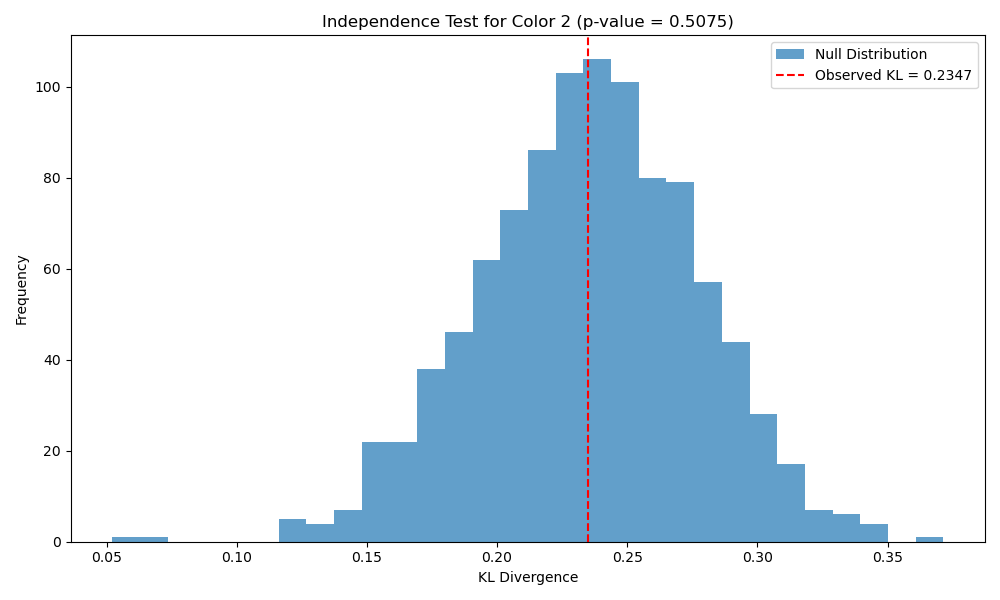 Independence Test for Color 2 (p-value = 0.5075)
Null Distribution
Observed KL = 0.2347
100
80
60
40
20
0
Frequency
0.05 0.10 0.15 0.20 0.25 0.30 0.35
KL Divergence